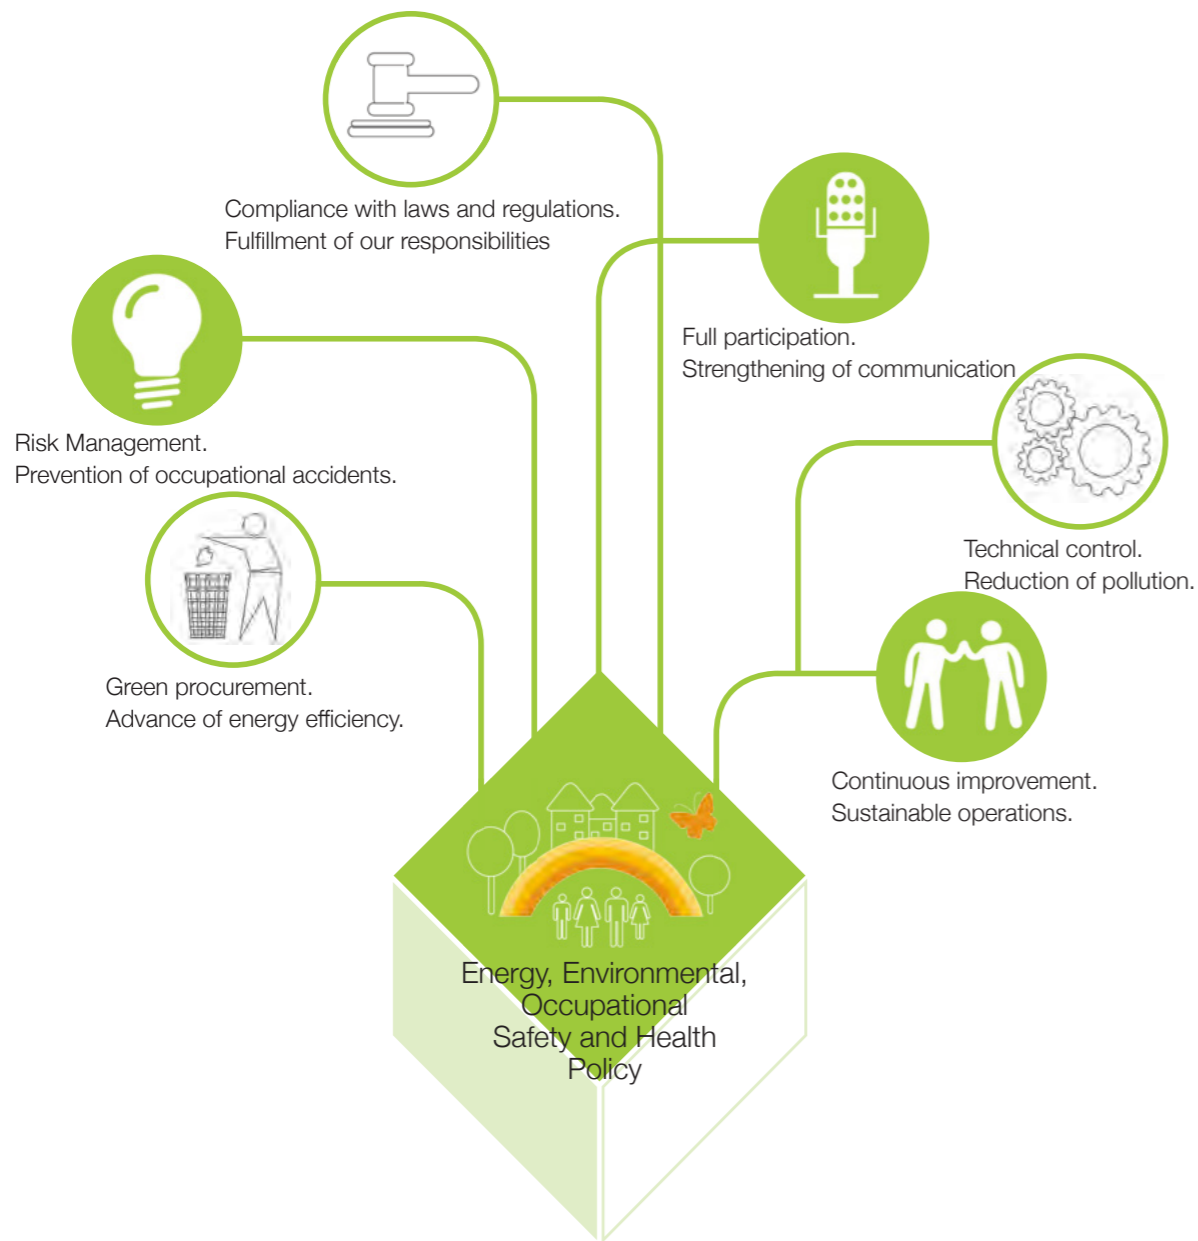 Compliance with laws and regulations.
Fulfillment of our responsibilities
Full participation.
Strengthening of communication
Risk Management.
Prevention of occupational accidents.
Technical control.
Reduction of pollution.
Green procurement.
Advance of energy efficiency.
Continuous improvement.
Sustainable operations.
Energy, Environmental,
Occupational
Safety and Health
Policy